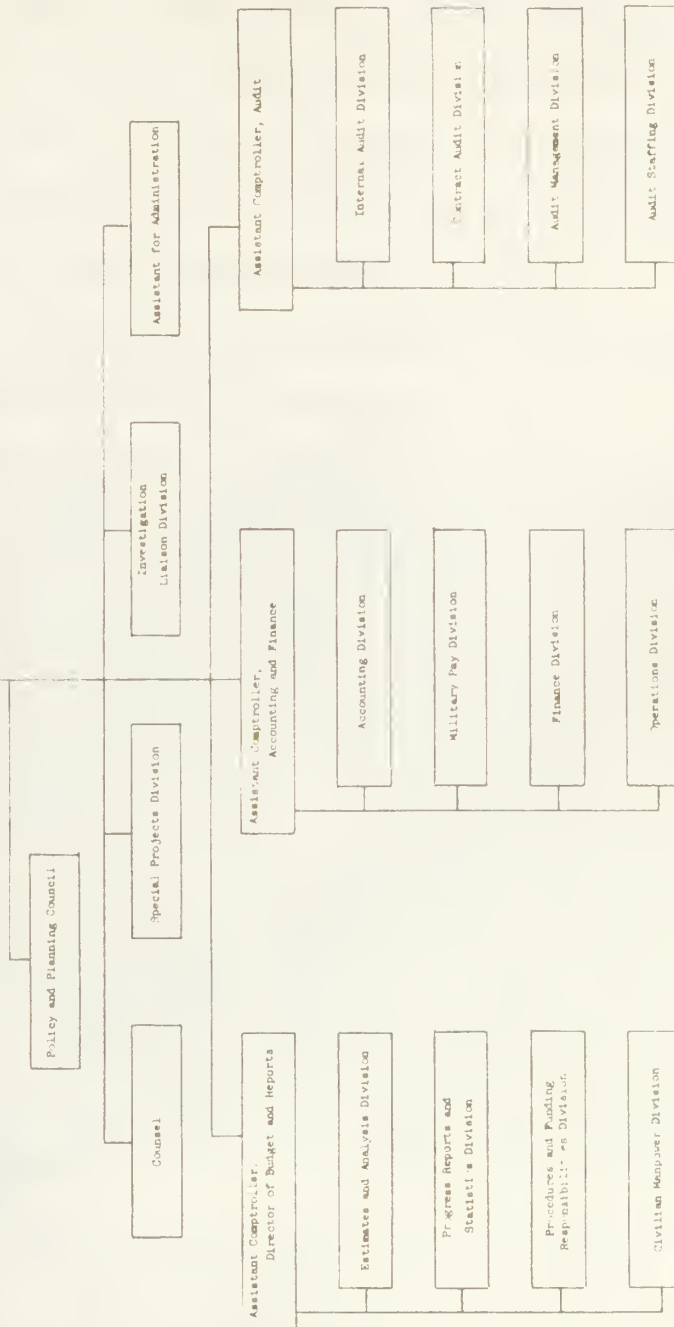 Policy and Planning Council
Counsel
Special Projects Division
Investigation
Liaison Division
Assistant for Administration
Assistant Comptroller,
Director of Budget and Reports
Estimates and Analysis Division
Progress Reports and
Statistics Division
Procedures and Funding
Responsibilities Division
Civilian Manpower Division
Assistant Comptroller,
Accounting and Finance
Accounting Division
Military Pay Division
Finance Division
Operations Division
Assistant Comptroller, Audit
Internal Audit Division
Contract Audit Division
Audit Management Division
Audit Staffing Division